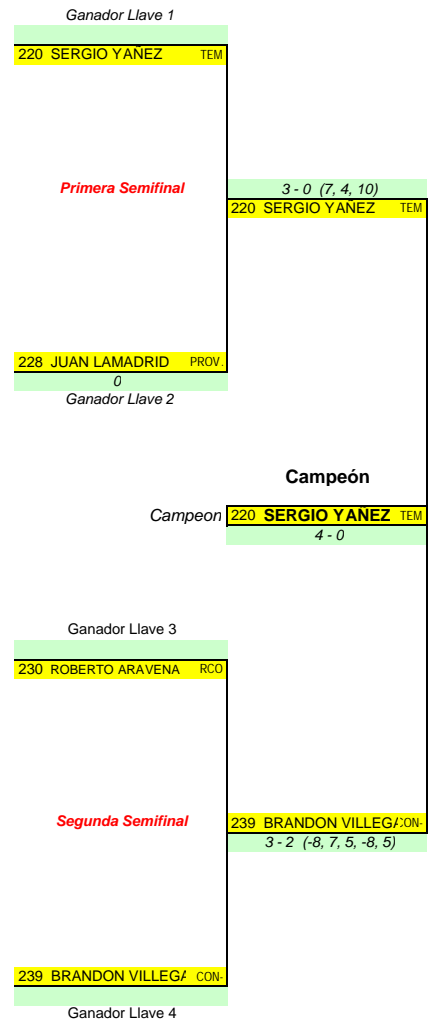 Ganador Llave 1
220 SERGIO YAÑEZ TEM
Primera Semifinal
3 - 0 (7, 4, 10)
220 SERGIO YAÑEZ TEM
228 JUAN LAMADRID PROV.
0
Ganador Llave 2
Campeón
Campeon 220 SERGIO YAÑEZ TEM
4 - 0
Ganador Llave 3
230 ROBERTO ARAVENA RCO
Segunda Semifinal
239 BRANDON VILLEGA CON-
3 - 2 (-8, 7, 5, -8, 5)
239 BRANDON VILLEGA CON-
Ganador Llave 4